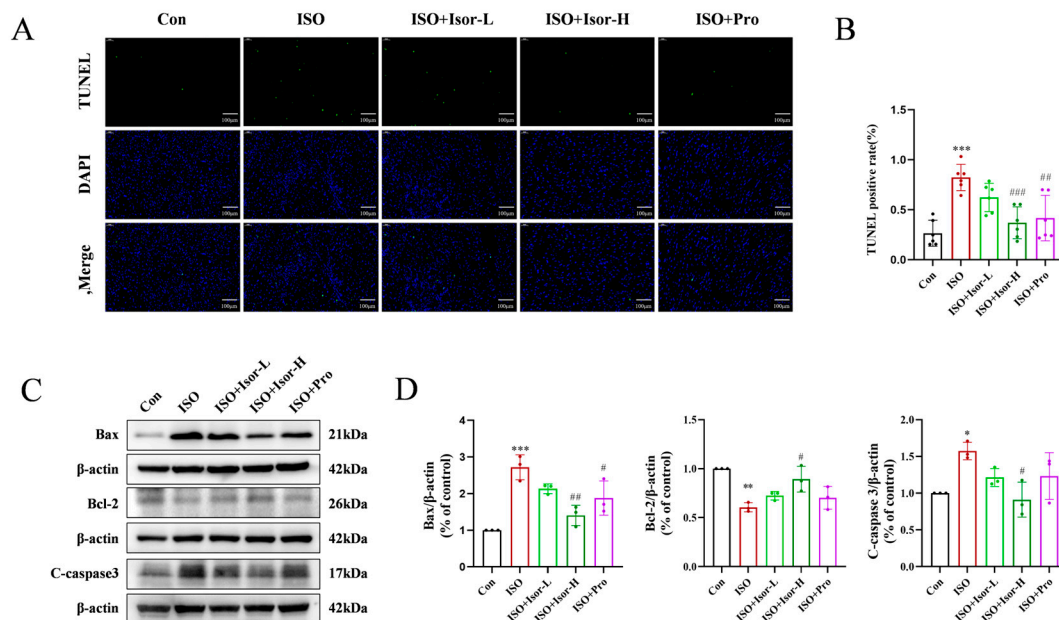 A
Con ISO ISO+Isor-L ISO+Isor-H ISO+Pro
TUNEL
100μm 100μm 100μm 100μm 100μm
DAPI
100μm 100μm 100μm 100μm 100μm
,Merge
100μm 100μm 100μm 100μm 100μm
B
TUNEL positive rate(%)
1.5
1.0
0.5
0.0
***
###
##
Con ISO ISO+Isor-L ISO+Isor-H ISO+Pro
C
Con ISO ISO+Isor-L ISO+Isor-H ISO+Pro
Bax 21kDa
β-actin 42kDa
Bcl-2 26kDa
β-actin 42kDa
C-caspase3 17kDa
β-actin 42kDa
D
Bax/β-actin
(% of control)
4
3
2
1
0
***
##
#
Con ISO ISO+Isor-L ISO+Isor-H ISO+Pro
Bcl-2/β-actin
(% of control)
1.5
1.0
0.5
0.0
**
#
Con ISO ISO+Isor-L ISO+Isor-H ISO+Pro
C-caspase 3/β-actin
(% of control)
2.0
1.5
1.0
0.5
0.0
*
#
Con ISO ISO+Isor-L ISO+Isor-H ISO+Pro